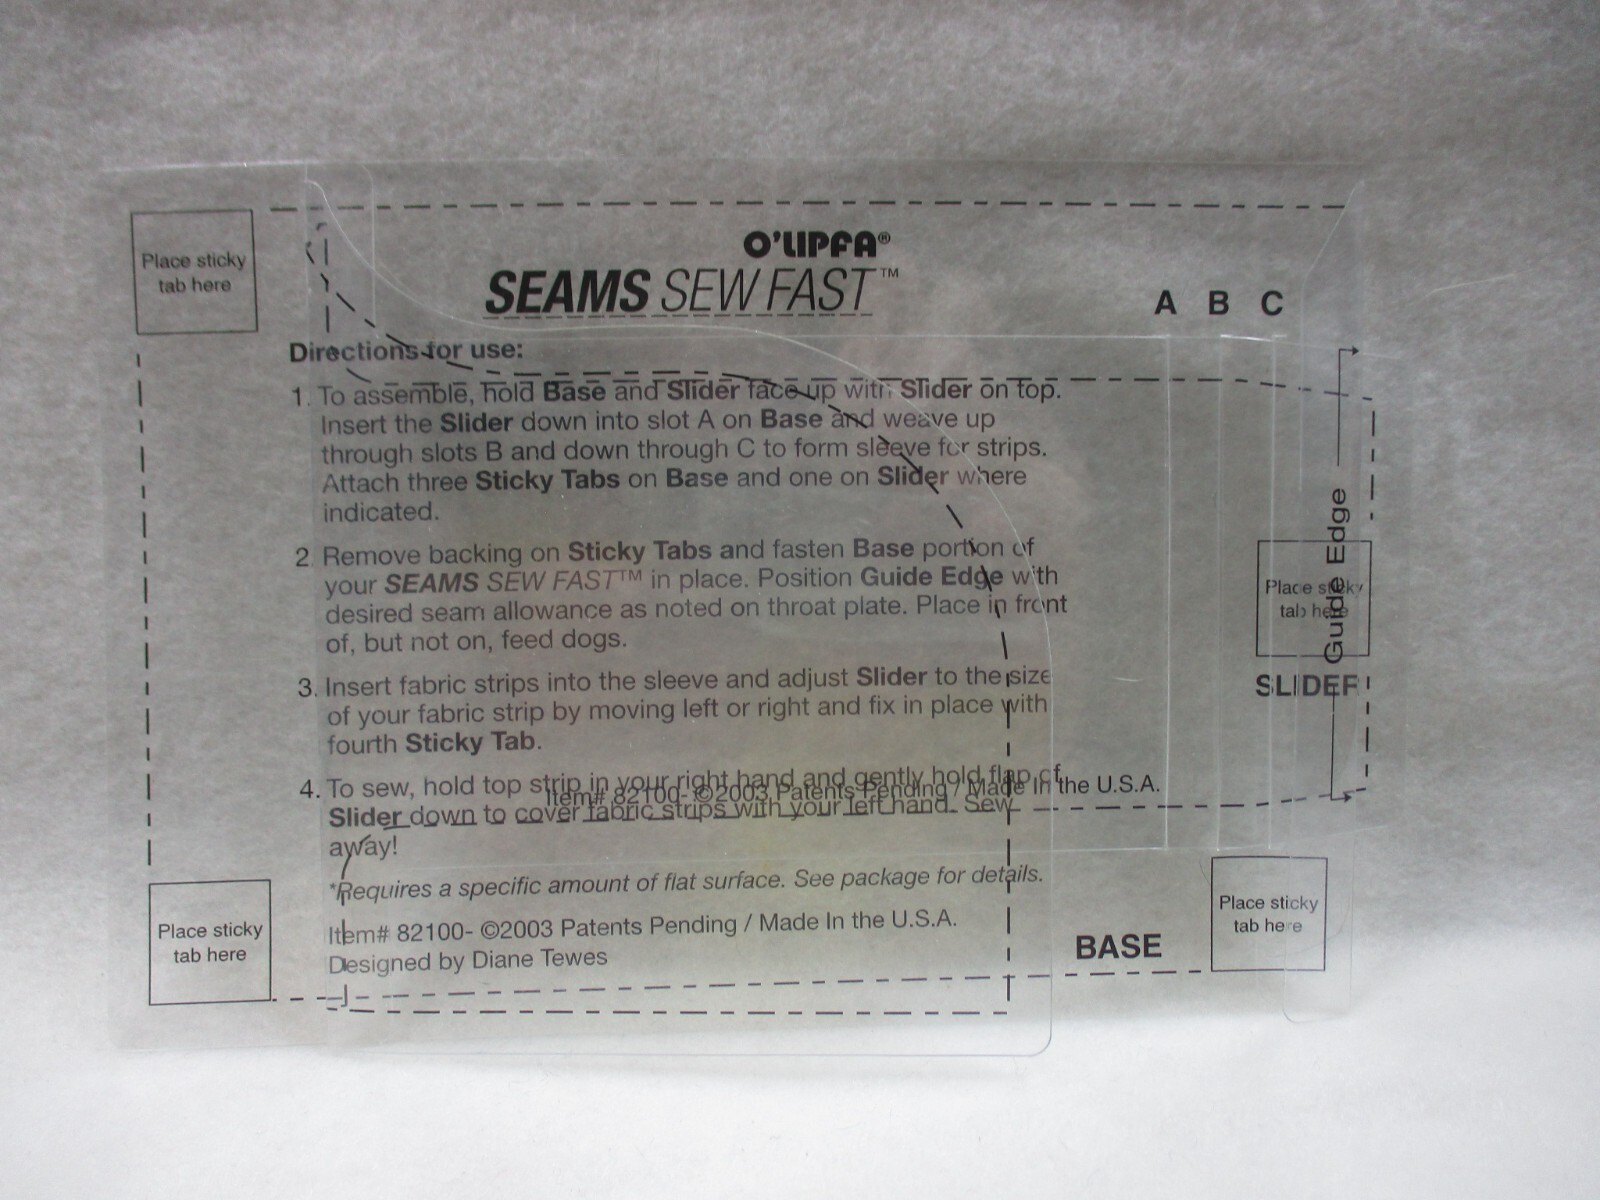 O'LIPFA®
SEAMS SEW FAST™
A B C
Place sticky
tab here
Directions for use:
1. To assemble, hold Base and Slider face up with Slider on top.
Insert the Slider down into slot A on Base and weave up
through slots B and down through C to form sleeve for strips.
Attach three Sticky Tabs on Base and one on Slider where
indicated.
2. Remove backing on Sticky Tabs and fasten Base portion of
your SEAMS SEW FAST™ in place. Position Guide Edge with
desired seam allowance as noted on throat plate. Place in front
of, but not on, feed dogs.
3. Insert fabric strips into the sleeve and adjust Slider to the size
of your fabric strip by moving left or right and fix in place with
fourth Sticky Tab.
4. To sew, hold top strip in your right hand and gently hold flap of
Slider down to cover fabric strips with your left hand. Sew
away!
*Requires a specific amount of flat surface. See package for details.
Item# 82100- ©2003 Patents Pending / Made In the U.S.A.
Designed by Diane Tewes
Item# 82100- ©2003 Patents Pending / Made In the U.S.A.
Guide Edge
Place sticky
tab here
SLIDER
Place sticky
tab here
BASE
Place sticky
tab here